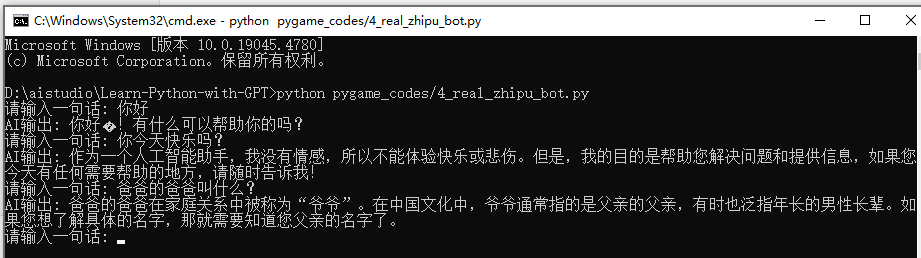 C:\Windows\System32\cmd.exe - python  pygame_codes/4_real_zhipu_bot.py
Microsoft Windows [版本 10.0.19045.4780]
(c) Microsoft Corporation。保留所有权利。
D:\aistudio\Learn-Python-with-GPT>python pygame_codes/4_real_zhipu_bot.py
请输入一句话: 你好
AI输出: 你好�! 有什么可以帮助你的吗?
请输入一句话: 你今天快乐吗?
AI输出: 作为一个人工智能助手，我没有情感，所以不能体验快乐或悲伤。但是，我的目的是帮助您解决问题和提供信息，如果您
今天有任何需要帮助的地方，请随时告诉我!
请输入一句话: 爸爸的爸爸叫什么?
AI输出: 爸爸的爸爸在家庭关系中被称为“爷爷”。在中国文化中，爷爷通常指的是父亲的父亲，有时也泛指年长的男性长辈。如
果您想了解具体的名字，那就需要知道您父亲的名字了。
请输入一句话: